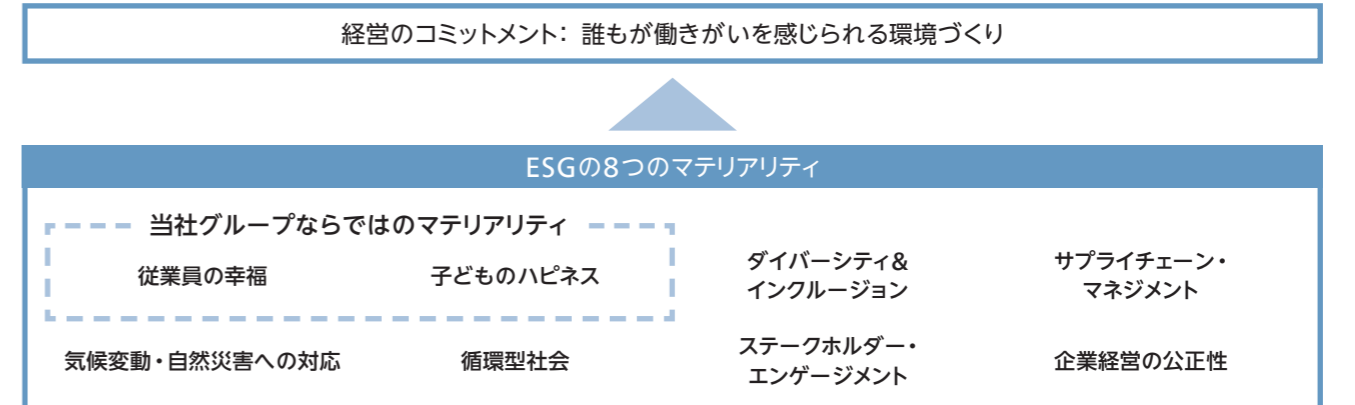 経営のコミットメント： 誰もが働きがいを感じられる環境づくり
ESGの8つのマテリアリティ
当社グループならではのマテリアリティ
従業員の幸福
子どものハピネス
ダイバーシティ&
インクルージョン
サプライチェーン・
マネジメント
気候変動・自然災害への対応
循環型社会
ステークホルダー・
エンゲージメント
企業経営の公正性